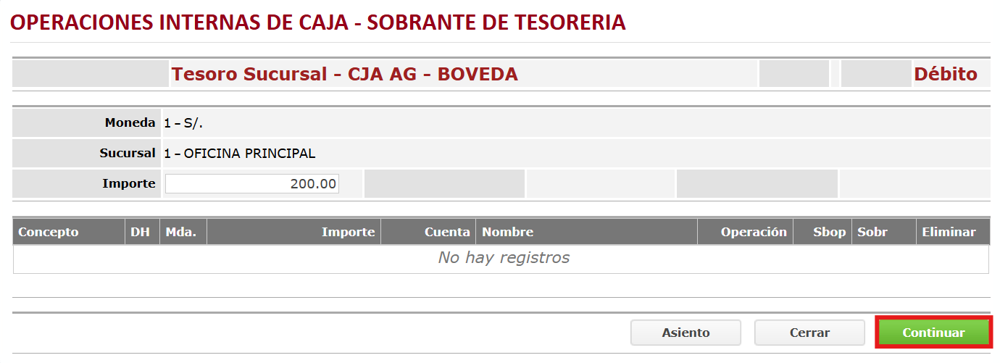 OPERACIONES INTERNAS DE CAJA - SOBRANTE DE TESORERIA
Tesoro Sucursal - CJA AG - BOVEDA Débito
Moneda 1 - S/.
Sucursal 1 - OFICINA PRINCIPAL
Importe 200.00
Concepto DH Mda. Importe Cuenta Nombre Operación Sbop Sobr Eliminar
No hay registros
Asiento Cerrar Continuar